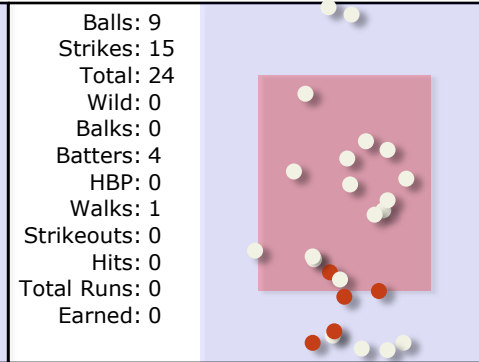 Balls: 9
Strikes: 15
Total: 24
Wild: 0
Balks: 0
Batters: 4
HBP: 0
Walks: 1
Strikeouts: 0
Hits: 0
Total Runs: 0
Earned: 0